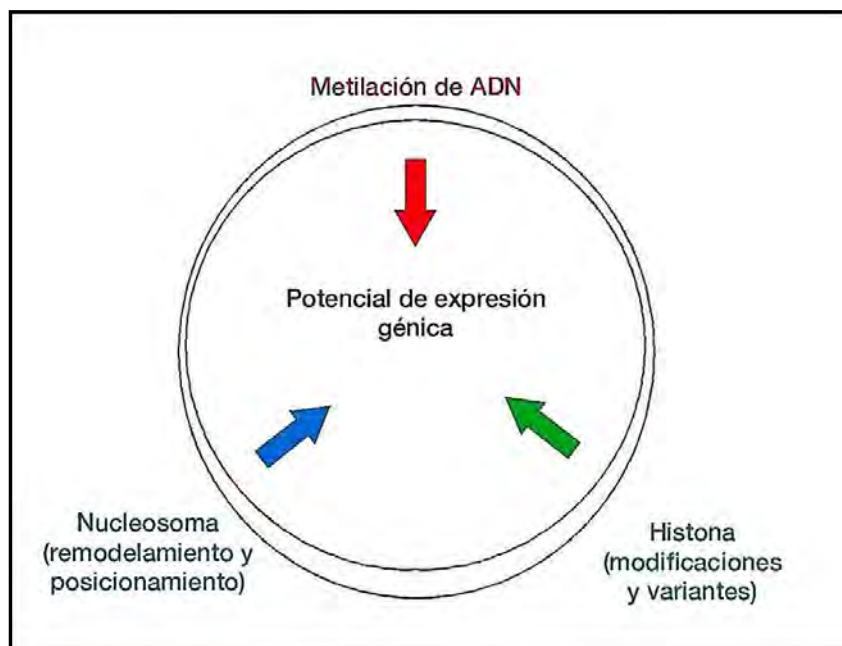 Metilación de ADN
Potencial de expresión
génica
Nucleosoma
(remodelamiento y
posicionamiento)
Histona
(modificaciones
y variantes)